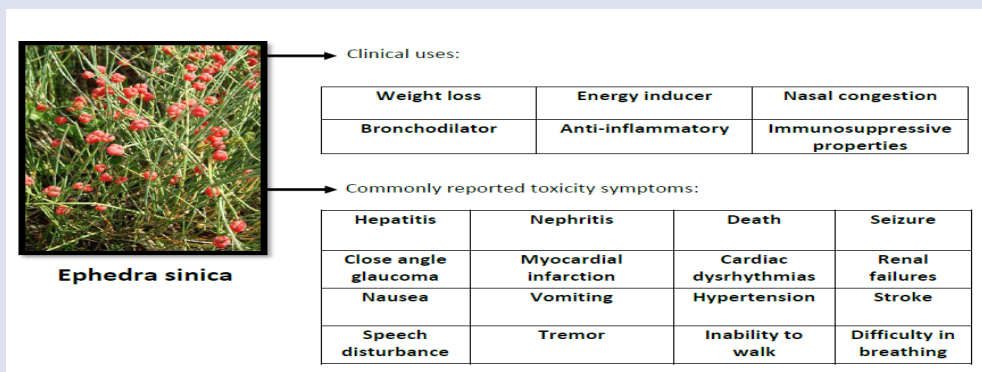 Clinical uses:
Weight loss
Energy inducer
Nasal congestion
Bronchodilator
Anti-inflammatory
Immunosuppressive
properties
Commonly reported toxicity symptoms:
Hepatitis
Nephritis
Death
Seizure
Close angle
glaucoma
Myocardial
infarction
Cardiac
dysrhythmias
Renal
failures
Nausea
Vomiting
Hypertension
Stroke
Speech
disturbance
Tremor
Inability to
walk
Difficulty in
breathing
Ephedra sinica